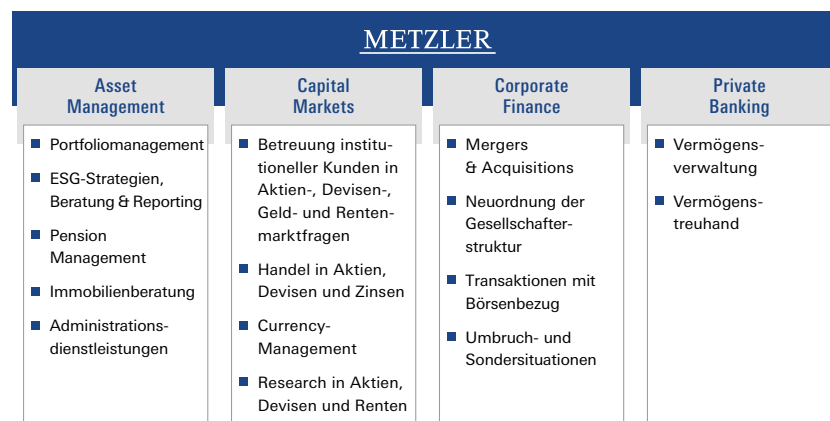 METZLER
Asset
Management
Portfoliomanagement
ESG-Strategien,
Beratung & Reporting
Pension
Management
Immobilienberatung
Administrations-
dienstleistungen
Capital
Markets
Betreuung institu-
tioneller Kunden in
Aktien-, Devisen-,
Geld- und Renten-
marktfragen
Handel in Aktien,
Devisen und Zinsen
Currency-
Management
Research in Aktien,
Devisen und Renten
Corporate
Finance
Mergers
& Acquisitions
Neuordnung der
Gesellschafter-
struktur
Transaktionen mit
Börsenbezug
Umbruch- und
Sondersituationen
Private
Banking
Vermögens-
verwaltung
Vermögens-
treuhand